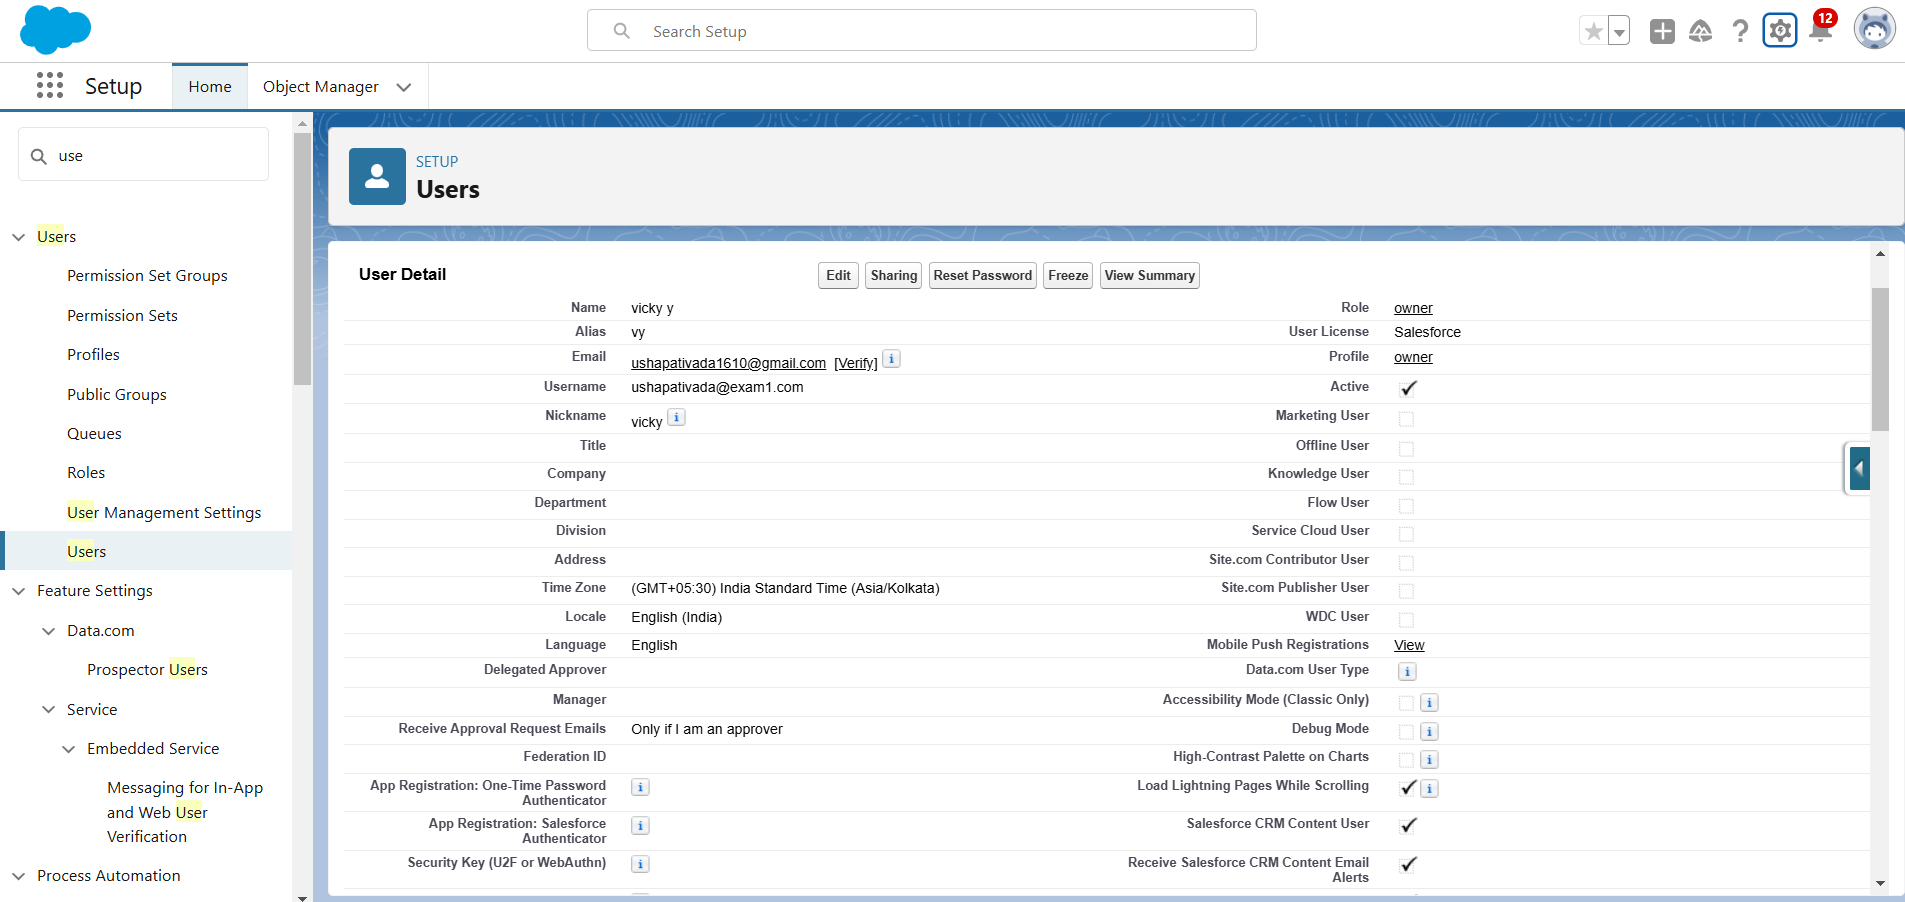 Search Setup
12
Setup
Home
Object Manager
use
Users
Permission Set Groups
Permission Sets
Profiles
Public Groups
Queues
Roles
User Management Settings
Users
Feature Settings
Data.com
Prospector Users
Service
Embedded Service
Messaging for In-App
and Web User
Verification
Process Automation
SETUP
Users
User Detail
Edit
Sharing
Reset Password
Freeze
View Summary
Name vicky y
Role owner
Alias vy
User License Salesforce
Email ushapativada1610@gmail.com [Verify] i
Profile owner
Username ushapativada@exam1.com
Active
Nickname vicky i
Marketing User
Title
Offline User
Company
Knowledge User
Department
Flow User
Division
Service Cloud User
Address
Site.com Contributor User
Time Zone (GMT+05:30) India Standard Time (Asia/Kolkata)
Site.com Publisher User
Locale English (India)
WDC User
Language English
Mobile Push Registrations View
Delegated Approver
Data.com User Type i
Manager
Accessibility Mode (Classic Only) i
Receive Approval Request Emails Only if I am an approver
Debug Mode i
Federation ID
High-Contrast Palette on Charts i
App Registration: One-Time Password
Authenticator i
Load Lightning Pages While Scrolling i
App Registration: Salesforce
Authenticator i
Salesforce CRM Content User
Security Key (U2F or WebAuthn) i
Receive Salesforce CRM Content Email
Alerts